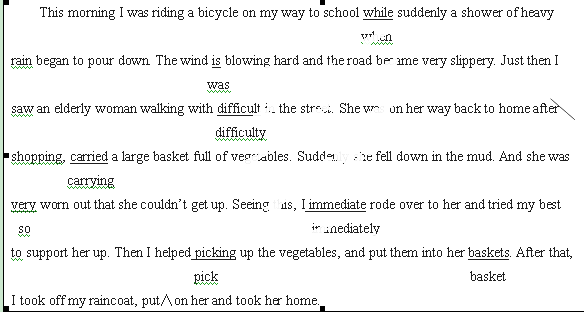 This morning I was riding a bicycle on my way to school while suddenly a shower of heavy
when
rain began to pour down. The wind is blowing hard and the road became very slippery. Just then I
was
saw an elderly woman walking with difficult in the street. She was on her way back to home after
difficulty
shopping, carried a large basket full of vegetables. Suddenly she fell down in the mud. And she was
carrying
very worn out that she couldn't get up. Seeing this, I immediate rode over to her and tried my best
so immediately
to support her up. Then I helped picking up the vegetables, and put them into her baskets. After that,
pick basket
I took off my raincoat, put/\ on her and took her home.